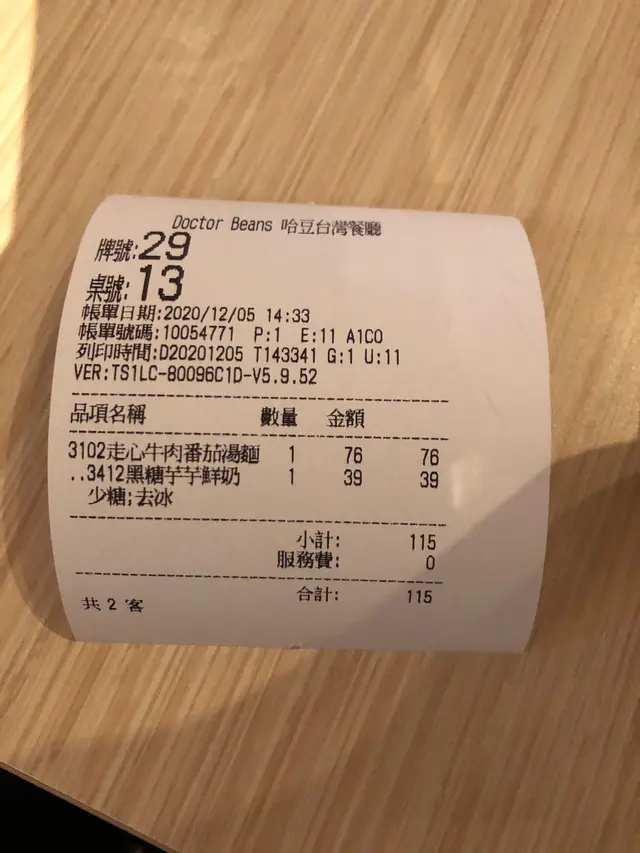 Doctor Beans 哈豆台灣餐廳
牌號:29
桌號:13
帳單日期:2020/12/05 14:33
帳單號碼:10054771 P:1 E:11 A1C0
列印時間:D20201205 T143341 G:1 U:11
VER:TS1LC-80096C1D-V5.9.52
品項名稱 數量 金額
3102走心牛肉番茄湯麵 1 76 76
..3412黑糖芋芋鮮奶 1 39 39
少糖;去冰
小計: 115
服務費: 0
合計: 115
共 2 客